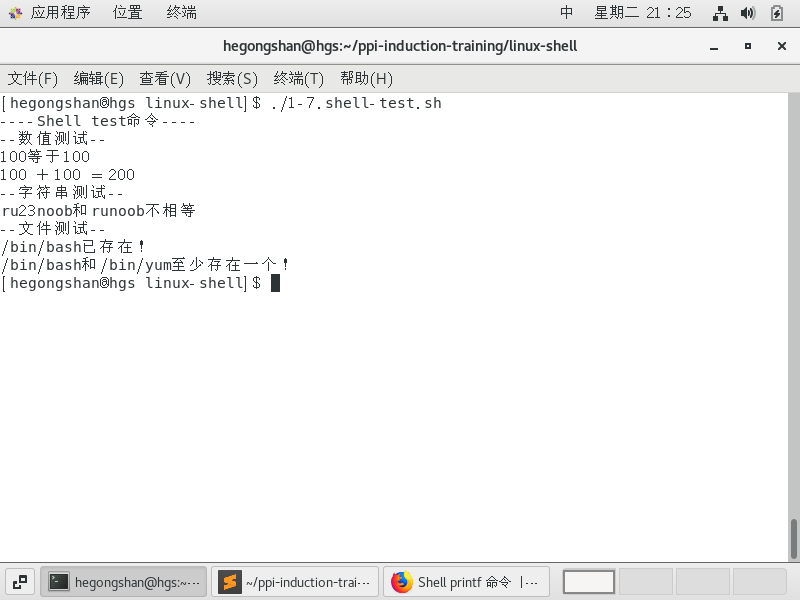 应用程序 位置 终端 中 星期二 21：25
hegongshan@hgs:~/ppi-induction-training/linux-shell
文件(F) 编辑(E) 查看(V) 搜索(S) 终端(T) 帮助(H)
[hegongshan@hgs linux-shell]$ ./1-7.shell-test.sh
----Shell test命令----
--数值测试--
100等于100
100 + 100 = 200
--字符串测试--
ru23noob和runoob不相等
--文件测试--
/bin/bash已存在！
/bin/bash和/bin/yum至少存在一个！
[hegongshan@hgs linux-shell]$
hegongshan@hgs:~··· ~/ppi-induction-trai··· Shell printf 命令 |···